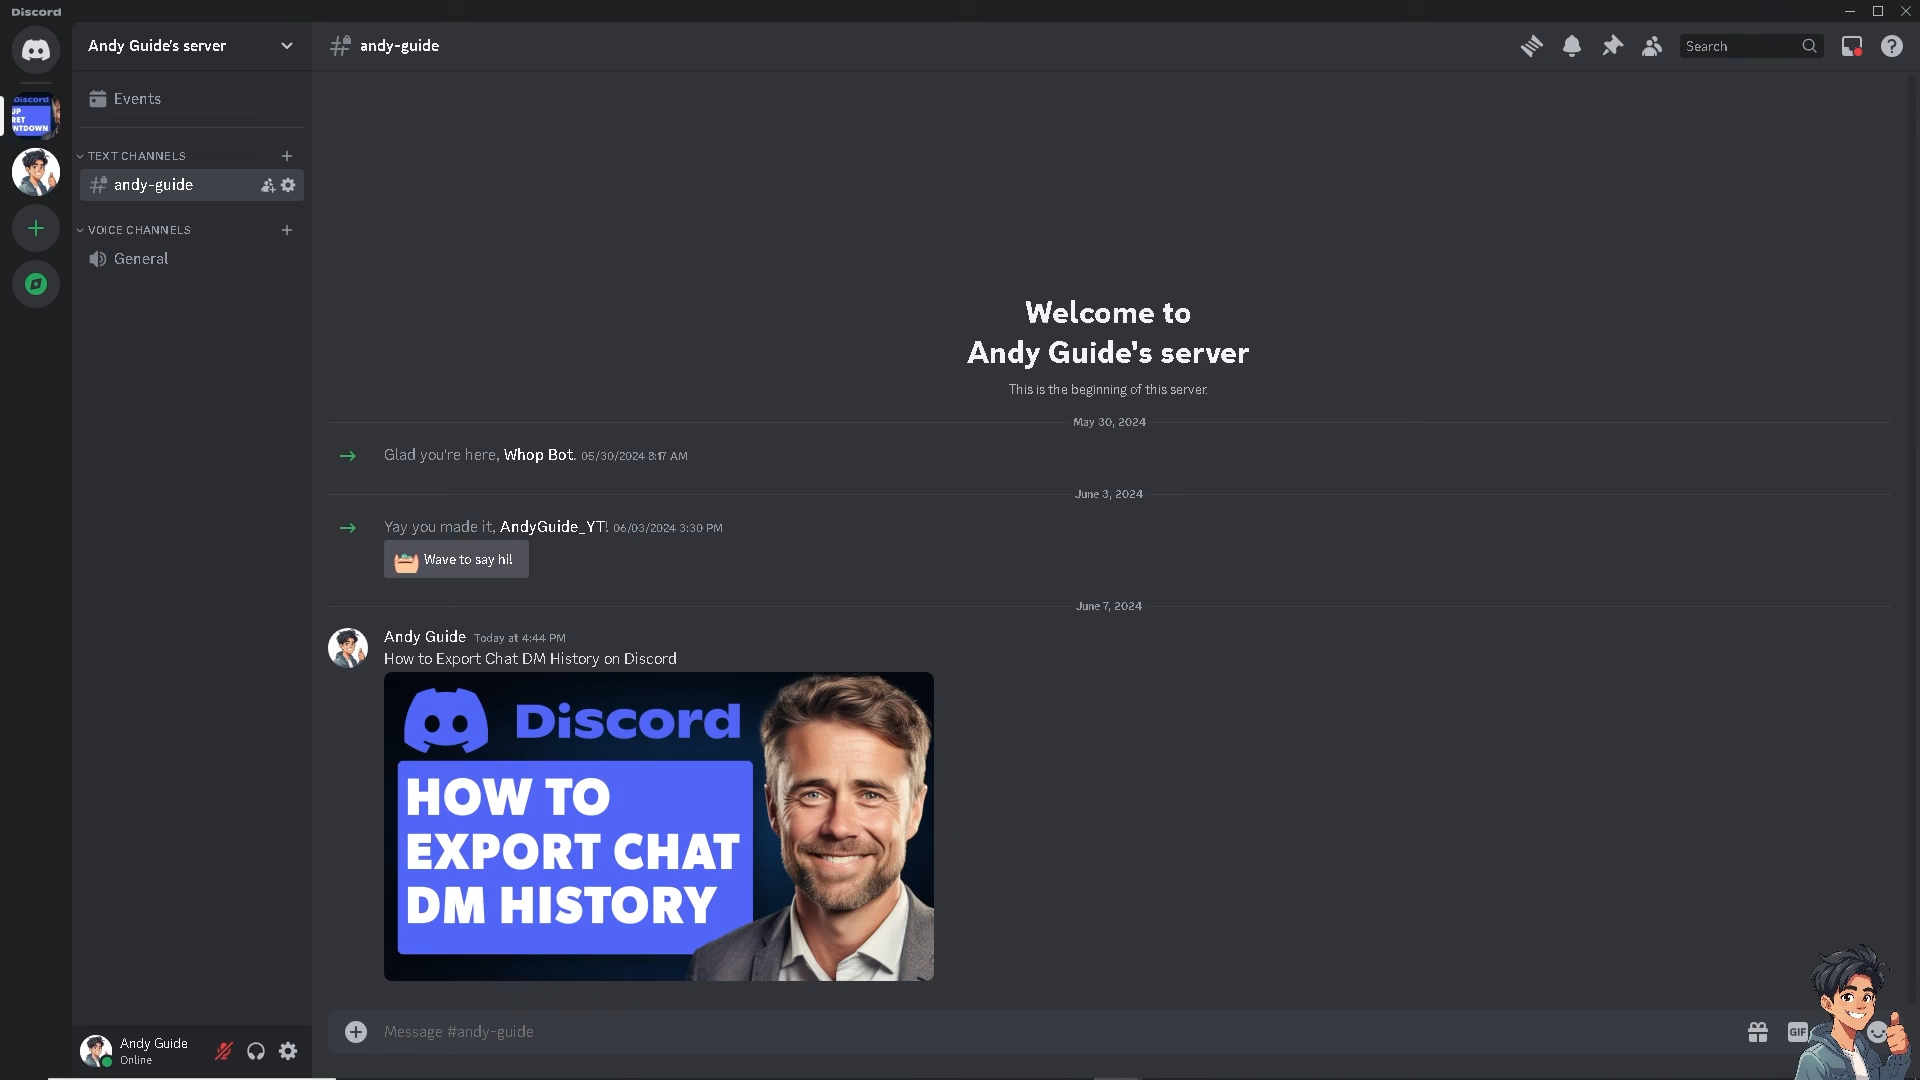 Discord
Andy Guide's server
andy-guide
Search
Discord
UP
RET
NTDOWN
Events
TEXT CHANNELS
andy-guide
VOICE CHANNELS
General
Welcome to
Andy Guide's server
This is the beginning of this server.
May 30, 2024
Glad you're here, Whop Bot. 05/30/2024 8:17 AM
June 3, 2024
Yay you made it, AndyGuide_YT! 06/03/2024 3:30 PM
Wave to say hi!
June 7, 2024
Andy Guide Today at 4:44 PM
How to Export Chat DM History on Discord
Discord
HOW TO
EXPORT CHAT
DM HISTORY
Message #andy-guide
GIF
Andy Guide
Online